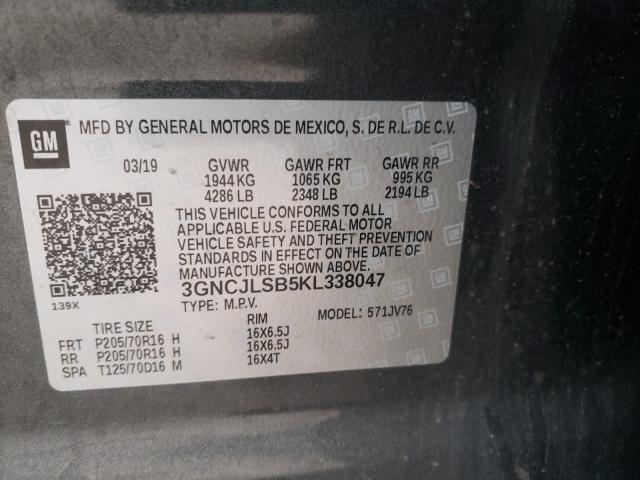 GM ® MFD BY GENERAL MOTORS DE MEXICO, S. DE R.L. DE C.V.
03/19 GVWR GAWR FRT GAWR RR
1944 KG 1065 KG 995 KG
4286 LB 2348 LB 2194 LB
THIS VEHICLE CONFORMS TO ALL
APPLICABLE U.S. FEDERAL MOTOR
VEHICLE SAFETY AND THEFT PREVENTION
STANDARDS IN EFFECT ON THE DATE OF
MANUFACTURE SHOWN ABOVE.
3GNCJLSB5KL338047
139X
TYPE: M.P.V.
TIRE SIZE RIM MODEL: 571JV76
FRT P205/70R16 H 16X6.5J
RR P205/70R16 H 16X6.5J
SPA T125/70D16 M 16X4T